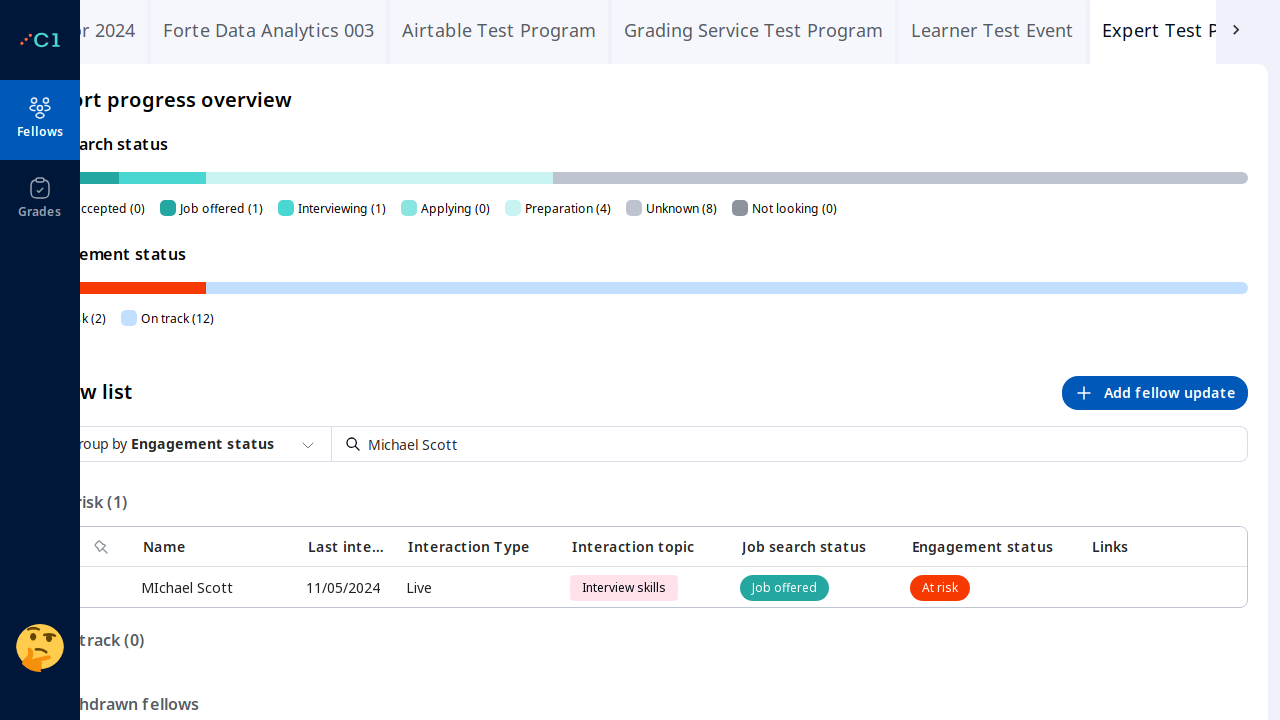 C1
Fellows
Grades
or 2024
Forte Data Analytics 003
Airtable Test Program
Grading Service Test Program
Learner Test Event
Expert Test P
ort progress overview
arch status
ccepted (0)
Job offered (1)
Interviewing (1)
Applying (0)
Preparation (4)
Unknown (8)
Not looking (0)
ement status
k (2)
On track (12)
w list
Add fellow update
roup by Engagement status
Michael Scott
risk (1)
Name
Last inte...
Interaction Type
Interaction topic
Job search status
Engagement status
Links
MIchael Scott
11/05/2024
Live
Interview skills
Job offered
At risk
track (0)
hdrawn fellows